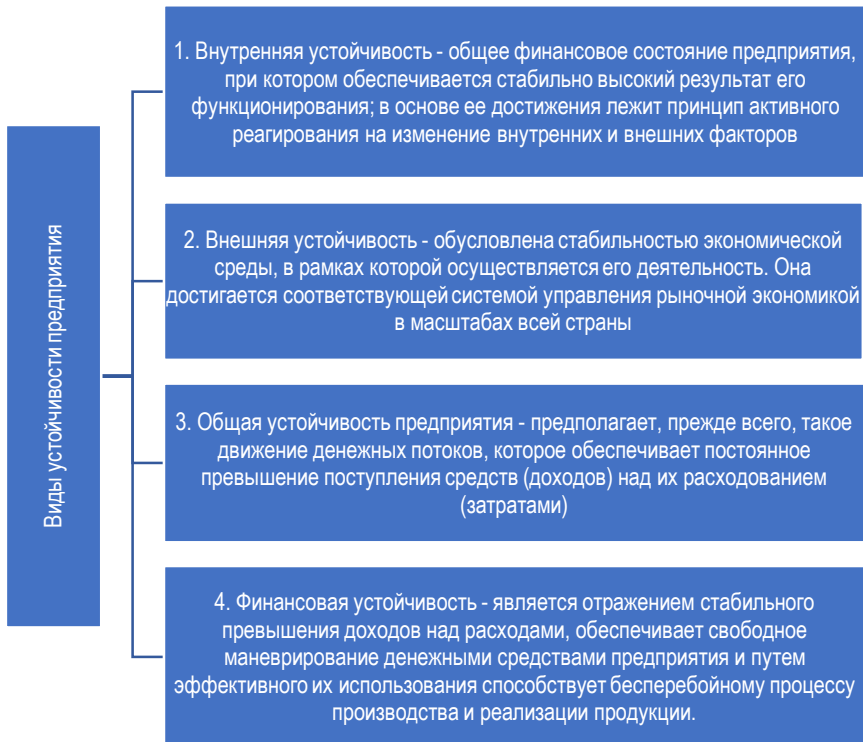 Виды устойчивости предприятия
1. Внутренняя устойчивость - общее финансовое состояние предприятия,
при котором обеспечивается стабильно высокий результат его
функционирования; в основе ее достижения лежит принцип активного
реагирования на изменение внутренних и внешних факторов
2. Внешняя устойчивость - обусловлена стабильностью экономической
среды, в рамках которой осуществляется его деятельность. Она
достигается соответствующей системой управления рыночной экономикой
в масштабах всей страны
3. Общая устойчивость предприятия - предполагает, прежде всего, такое
движение денежных потоков, которое обеспечивает постоянное
превышение поступления средств (доходов) над их расходованием
(затратами)
4. Финансовая устойчивость - является отражением стабильного
превышения доходов над расходами, обеспечивает свободное
маневрирование денежными средствами предприятия и путем
эффективного их использования способствует бесперебойному процессу
производства и реализации продукции.